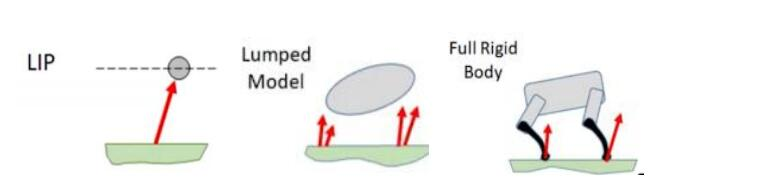 LIP
Lumped
Model
Full Rigid
Body